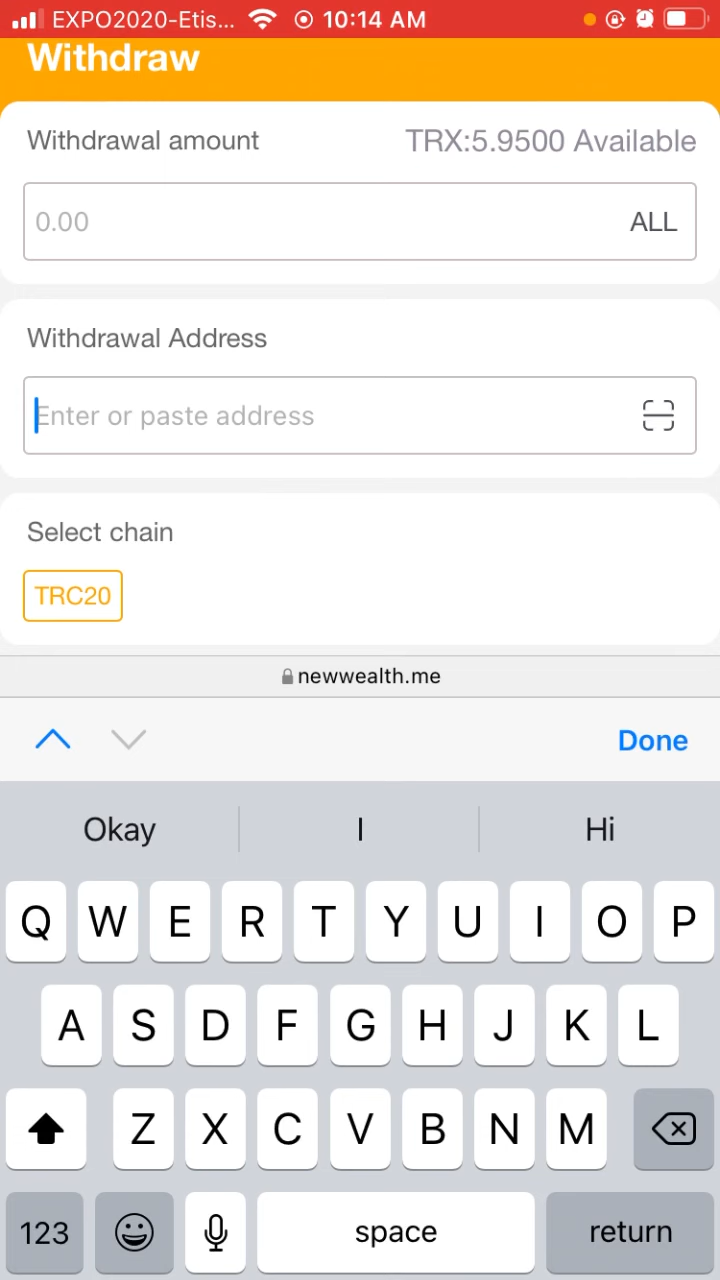 EXPO2020-Etis... 10:14 AM
Withdraw
Withdrawal amount TRX:5.9500 Available
0.00 ALL
Withdrawal Address
Enter or paste address
Select chain
TRC20
newwealth.me
Done
Okay I Hi
Q W E R T Y U I O P
A S D F G H J K L
Z X C V B N M
123 space return